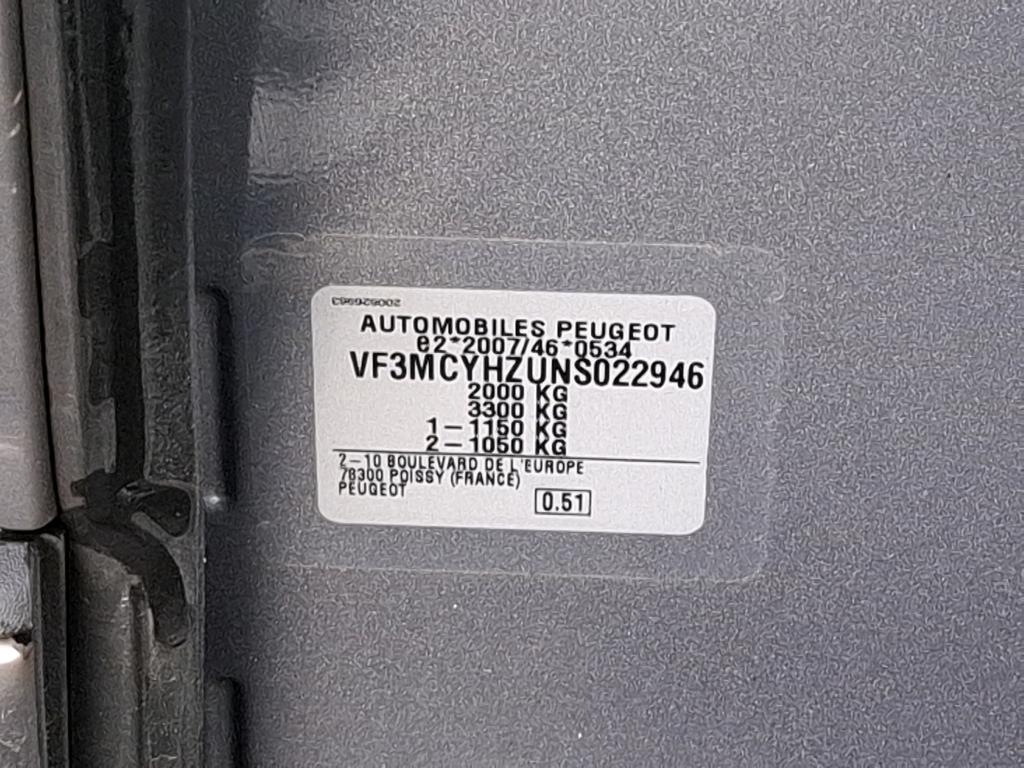 AUTOMOBILES PEUGEOT
e2*2007/46*0534
VF3MCYHZUNS022946
2000 KG
3300 KG
1-1150 KG
2-1050 KG
2-10 BOULEVARD DE L'EUROPE
78300 POISSY (FRANCE)
PEUGEOT
0.51